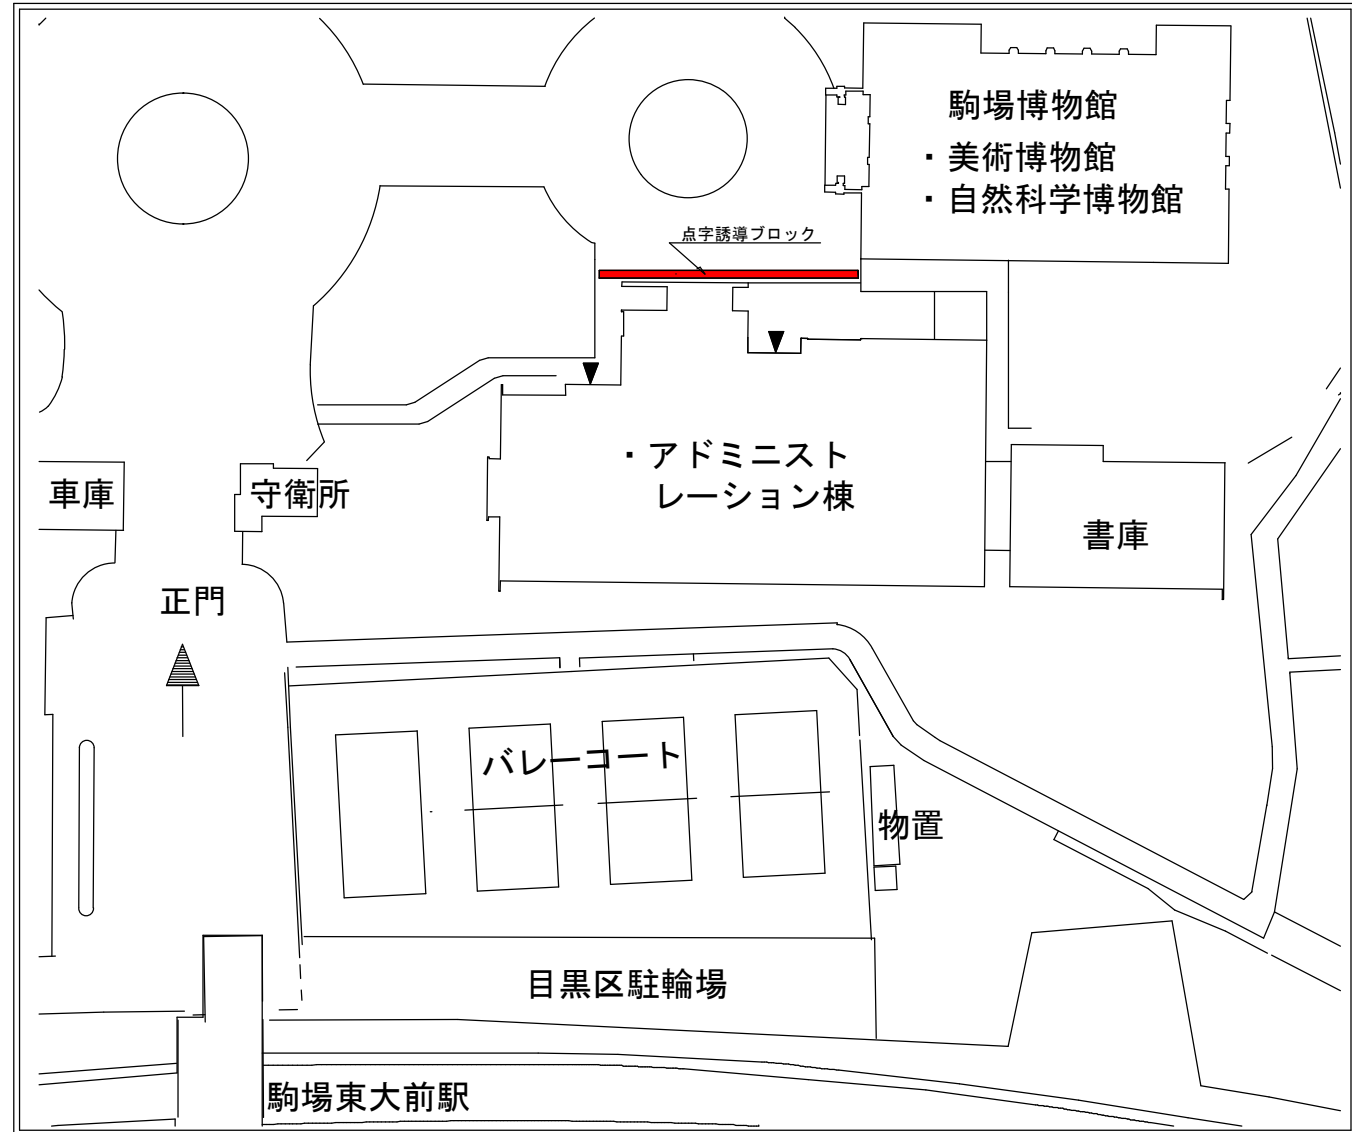 駒場博物館
・美術博物館
・自然科学博物館
点字誘導ブロック
・アドミニスト
レーション棟
車庫
守衛所
書庫
正門
バレーコート
物置
目黒区駐輪場
駒場東大前駅